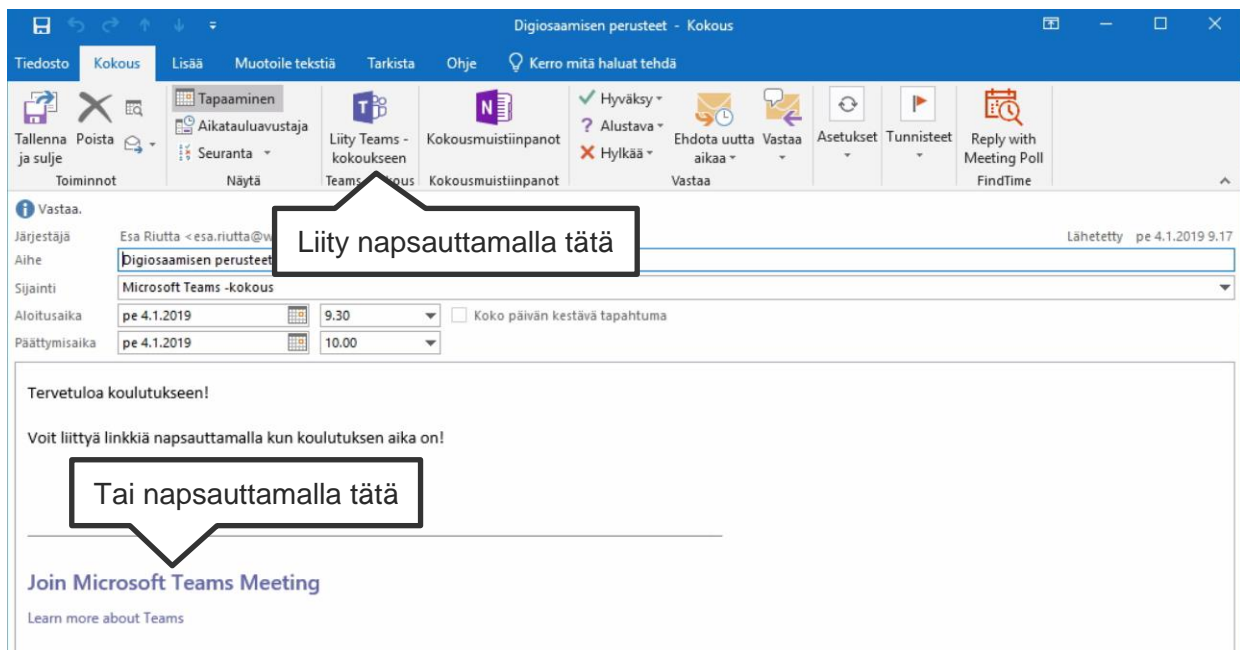 Digiosaamisen perusteet - Kokous
Tiedosto Kokous Lisää Muotoile tekstiä Tarkista Ohje Kerro mitä haluat tehdä
Tallenna ja sulje
Poista
Tapaaminen
Aikatauluavustaja
Seuranta
Liity Teams -kokoukseen
Kokousmuistiinpanot
Hyväksy
Alustava
Hylkää
Ehdota uutta aikaa
Vastaa
Asetukset
Tunnisteet
Reply with Meeting Poll
Toiminnot Näytä Teams Kokousmuistiinpanot Vastaa FindTime
Vastaa.
Liity napsauttamalla tätä
Järjestäjä Esa Riutta <esa.riutta@w
Lähetetty pe 4.1.2019 9.17
Aihe Digiosaamisen perusteet
Sijainti Microsoft Teams -kokous
Aloitusaika pe 4.1.2019 9.30 Koko päivän kestävä tapahtuma
Päättymisaika pe 4.1.2019 10.00
Tervetuloa koulutukseen!
Voit liittyä linkkiä napsauttamalla kun koulutuksen aika on!
Tai napsauttamalla tätä
Join Microsoft Teams Meeting
Learn more about Teams